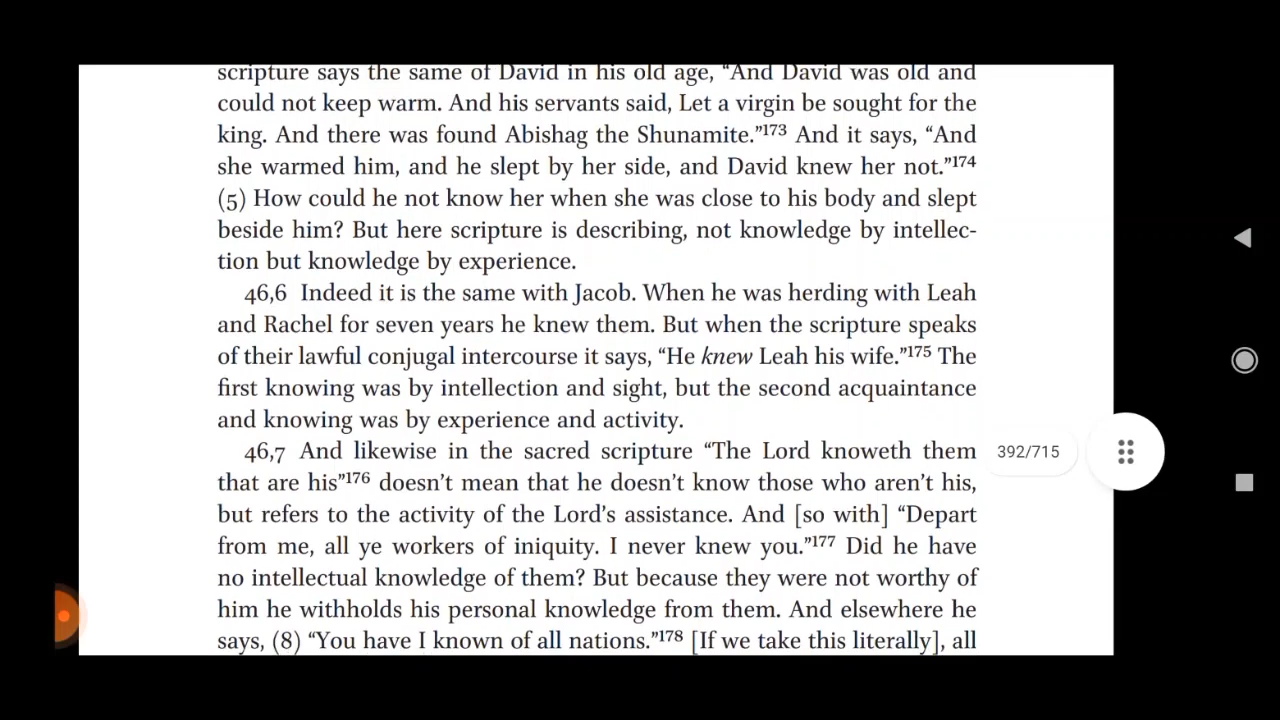 scripture says the same of David in his old age, “And David was old and
could not keep warm. And his servants said, Let a virgin be sought for the
king. And there was found Abishag the Shunamite.”173 And it says, “And
she warmed him, and he slept by her side, and David knew her not.”174
(5) How could he not know her when she was close to his body and slept
beside him? But here scripture is describing, not knowledge by intellec-
tion but knowledge by experience.
46,6 Indeed it is the same with Jacob. When he was herding with Leah
and Rachel for seven years he knew them. But when the scripture speaks
of their lawful conjugal intercourse it says, “He knew Leah his wife.”175 The
first knowing was by intellection and sight, but the second acquaintance
and knowing was by experience and activity.
46,7 And likewise in the sacred scripture “The Lord knoweth them
that are his”176 doesn’t mean that he doesn’t know those who aren’t his,
but refers to the activity of the Lord’s assistance. And [so with] “Depart
from me, all ye workers of iniquity. I never knew you.”177 Did he have
no intellectual knowledge of them? But because they were not worthy of
him he withholds his personal knowledge from them. And elsewhere he
says, (8) “You have I known of all nations.”178 [If we take this literally], all
392/715